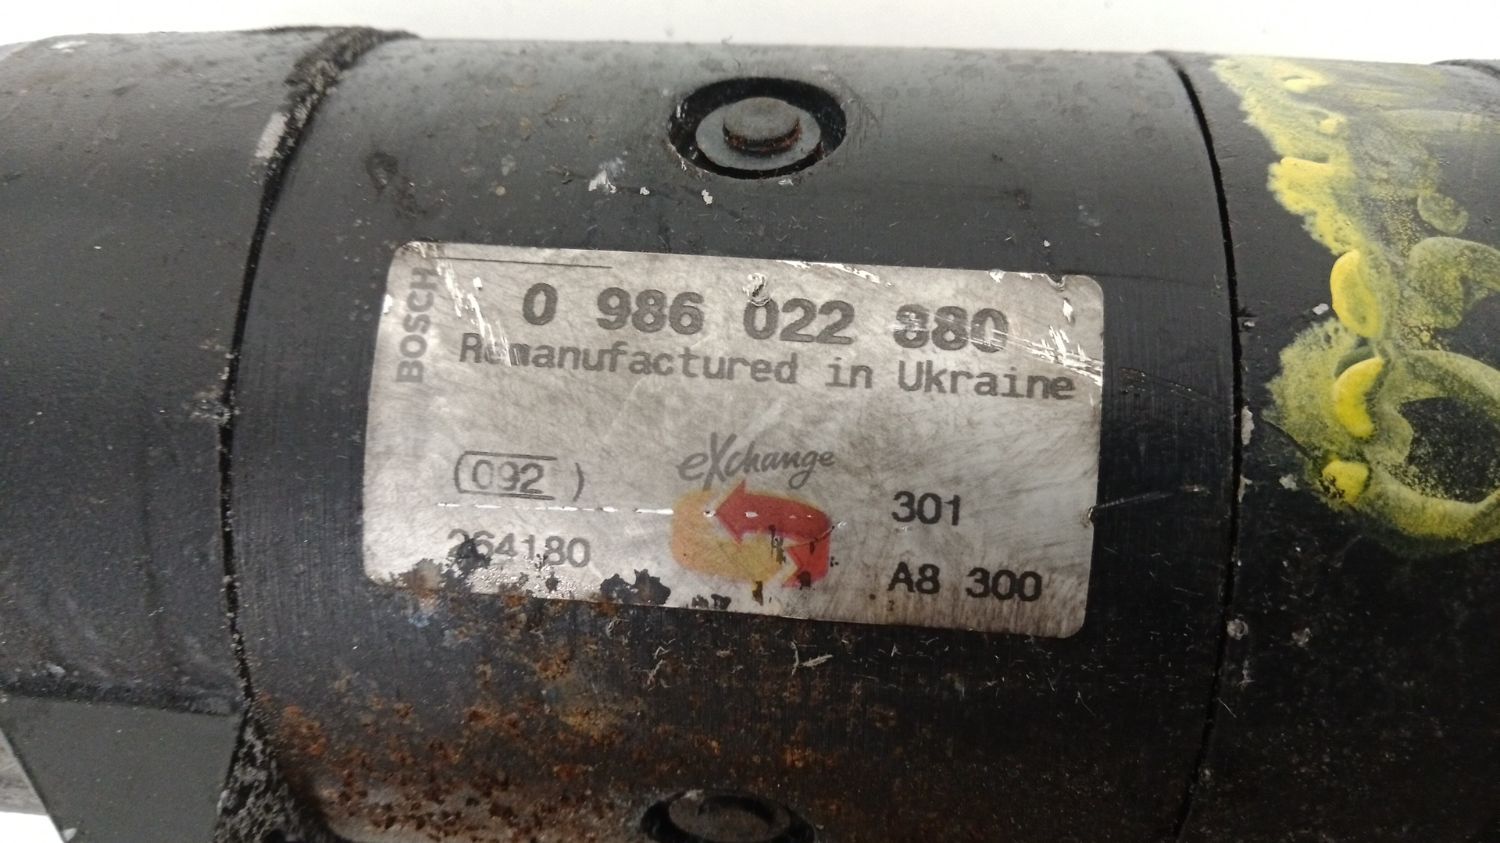 BOSCH
0 986 022 880
Remanufactured in Ukraine
eXchange
(092)
301
264180
A8 300